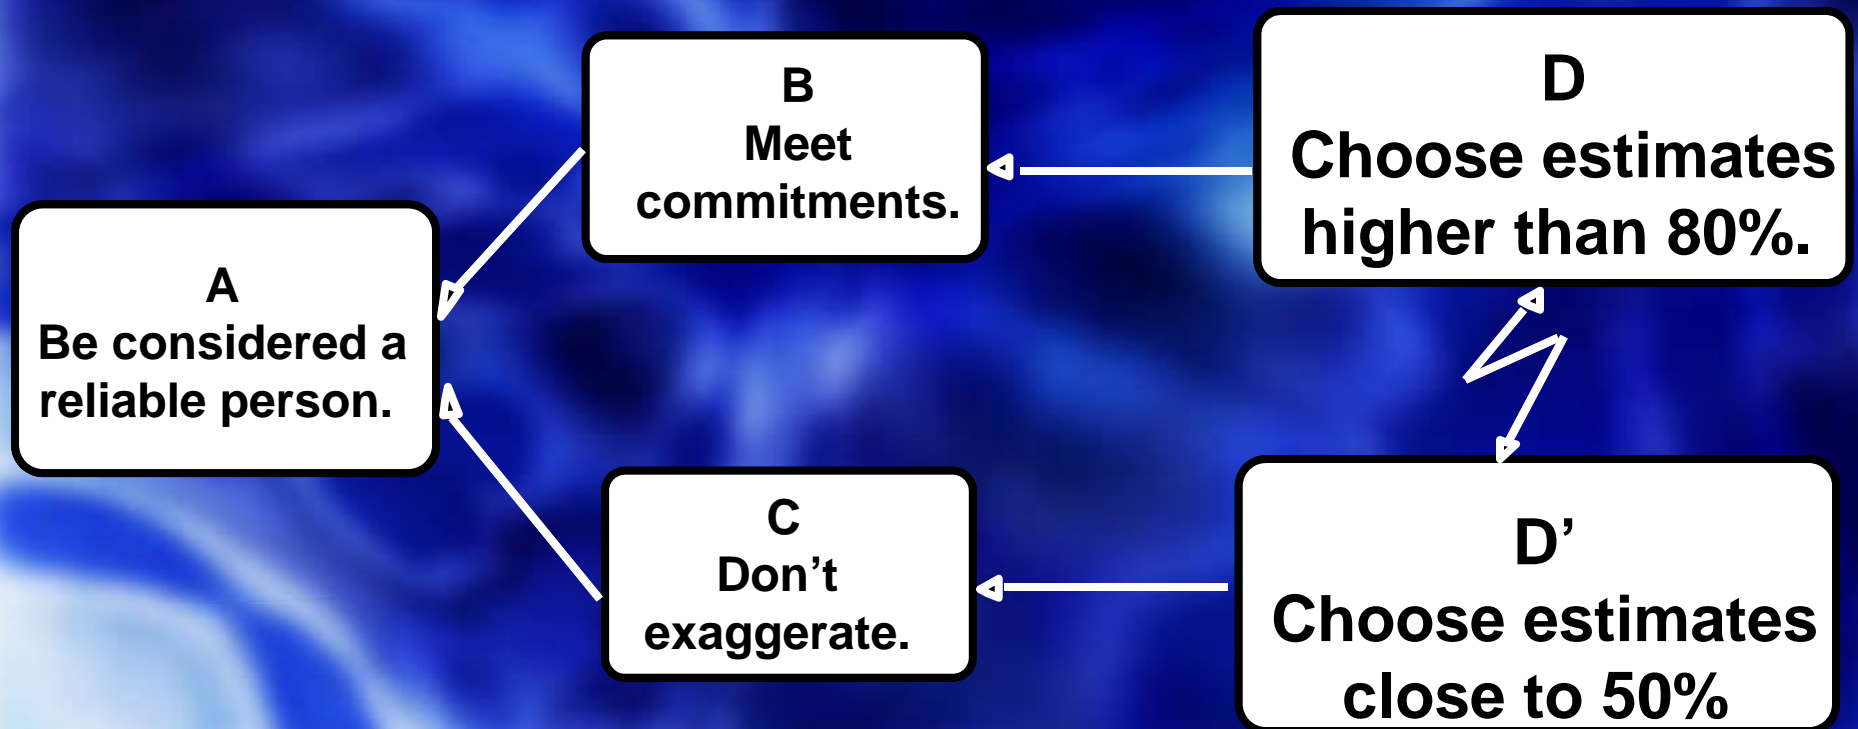 A
Be considered a
reliable person.
B
Meet
commitments.
C
Don’t
exaggerate.
D
Choose estimates
higher than 80%.
D’
Choose estimates
close to 50%